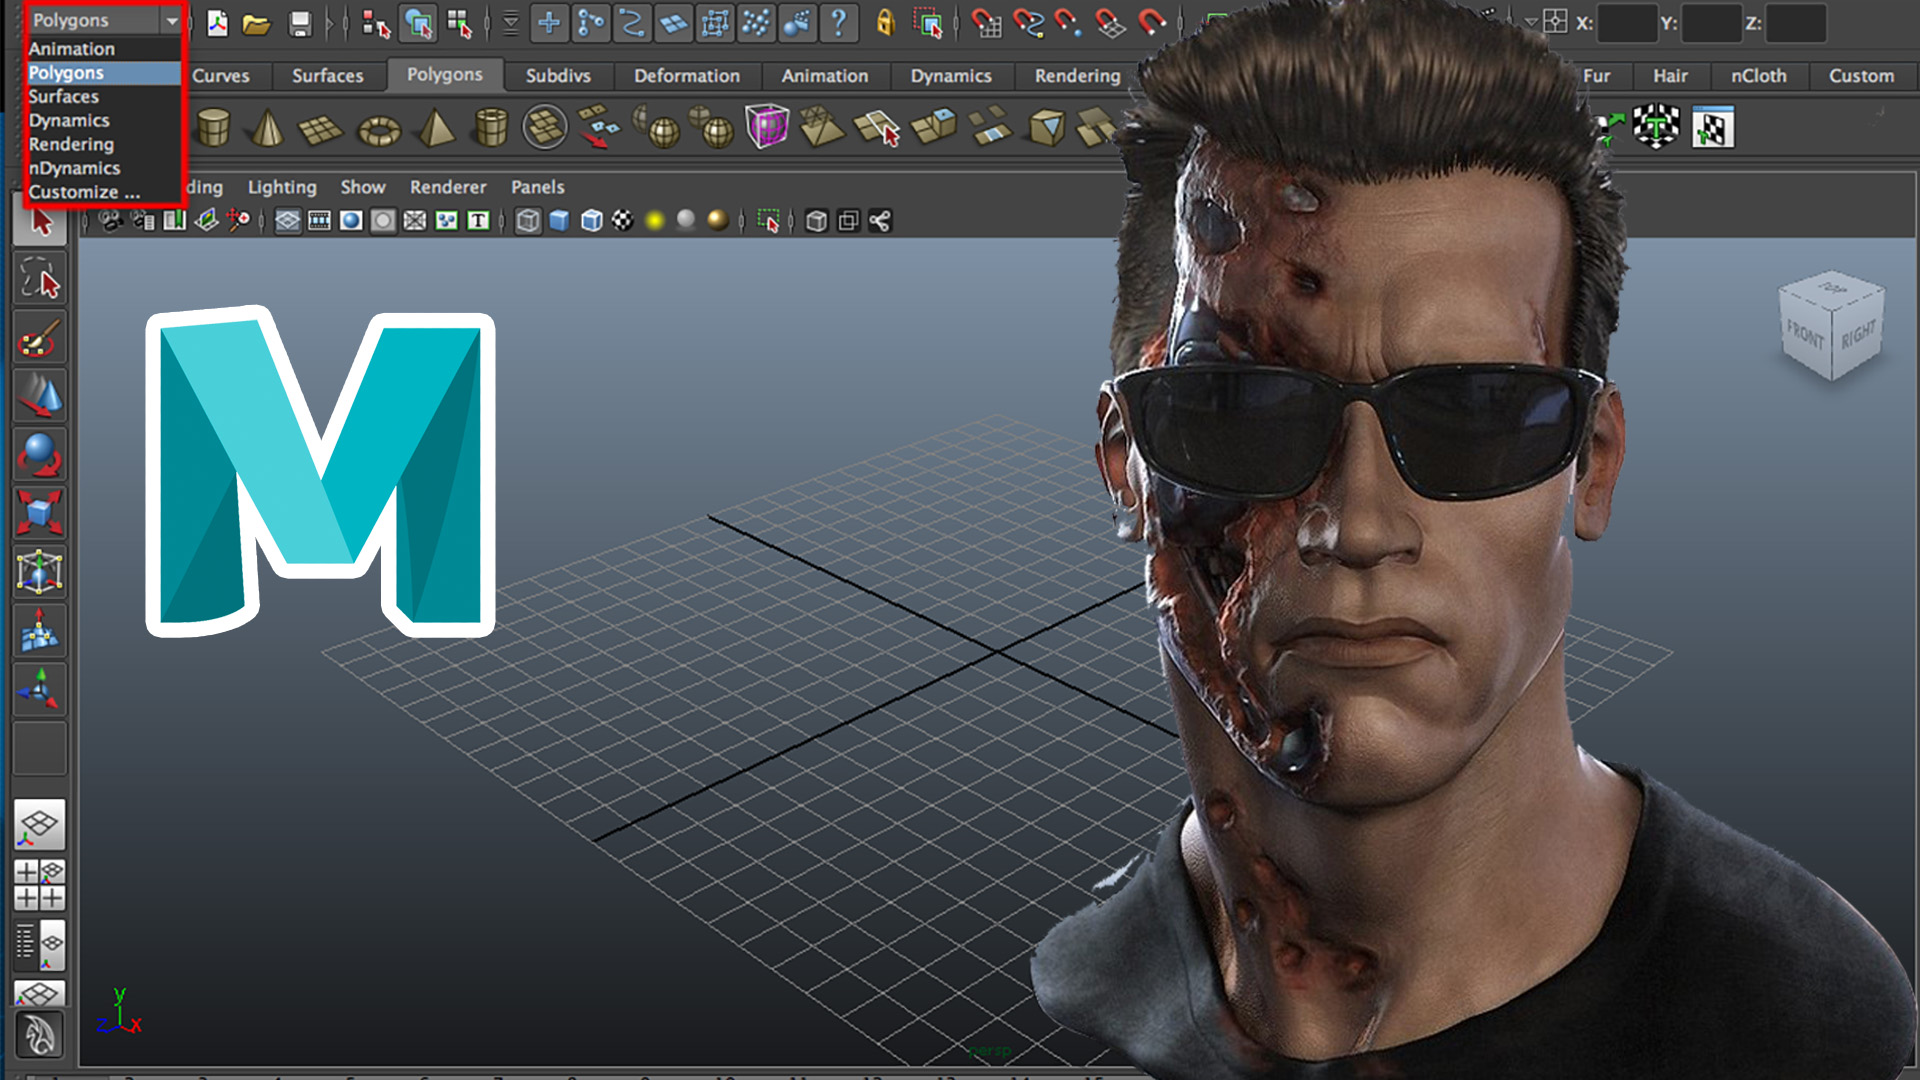 Polygons
X: Y: Z:
Animation
Polygons
Surfaces
Dynamics
Rendering
nDynamics
Customize ...
Curves Surfaces Polygons Subdivs Deformation Animation Dynamics Rendering Fur Hair nCloth Custom
ding Lighting Show Renderer Panels
T
TOP
FRONT RIGHT
M
y
z x
persp